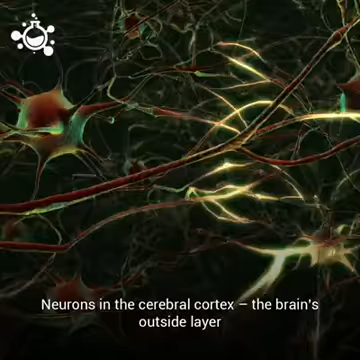 Neurons in the cerebral cortex – the brain's
outside layer